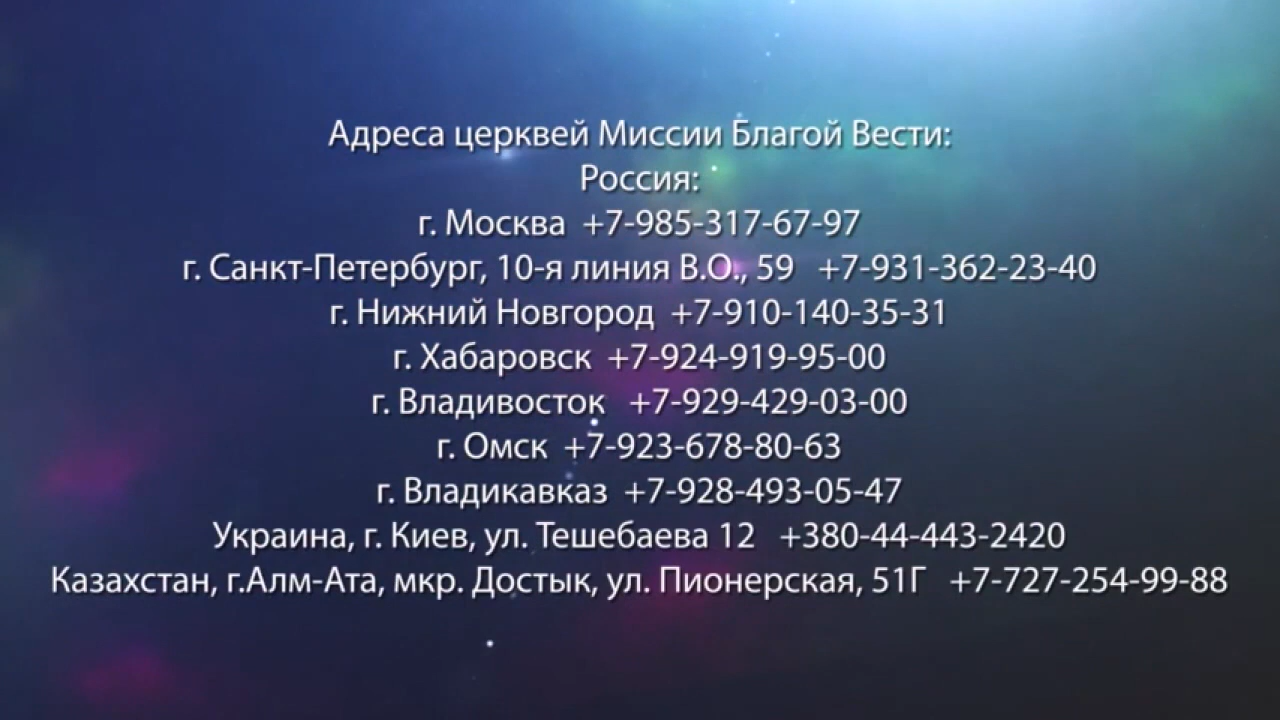 Адреса церквей Миссии Благой Вести:
Россия:
г. Москва +7-985-317-67-97
г. Санкт-Петербург, 10-я линия В.О., 59 +7-931-362-23-40
г. Нижний Новгород +7-910-140-35-31
г. Хабаровск +7-924-919-95-00
г. Владивосток +7-929-429-03-00
г. Омск +7-923-678-80-63
г. Владикавказ +7-928-493-05-47
Украина, г. Киев, ул. Тешебаева 12 +380-44-443-2420
Казахстан, г.Алм-Ата, мкр. Достык, ул. Пионерская, 51Г +7-727-254-99-88